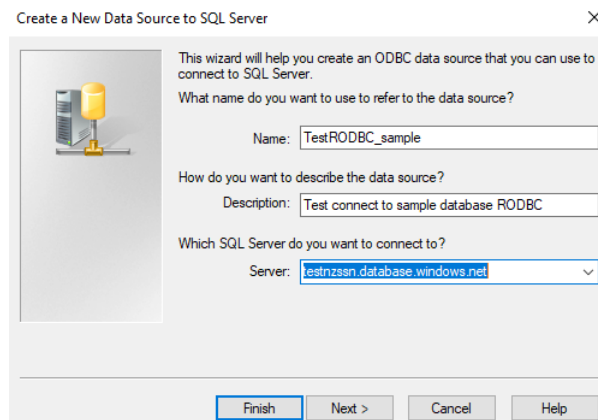 Create a New Data Source to SQL Server
This wizard will help you create an ODBC data source that you can use to
connect to SQL Server.
What name do you want to use to refer to the data source?
Name: TestRODBC_sample
How do you want to describe the data source?
Description: Test connect to sample database RODBC
Which SQL Server do you want to connect to?
Server: testnzssn.database.windows.net
Finish Next > Cancel Help